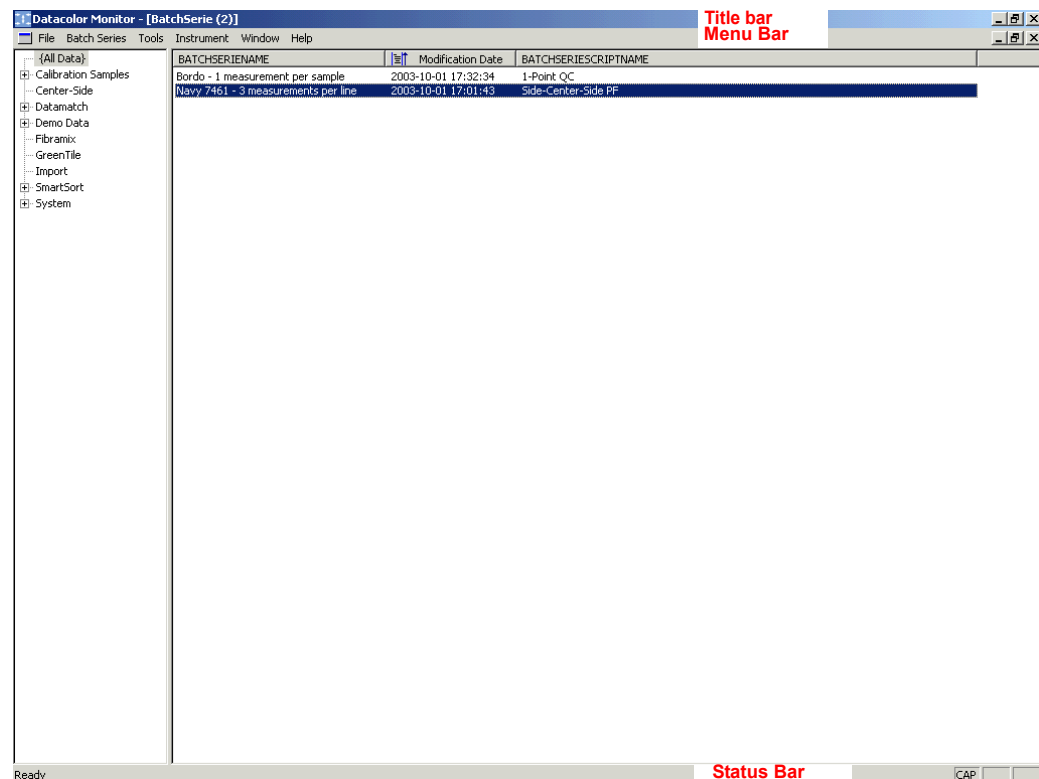 Datacolor Monitor - [BatchSerie (2)]
Title bar
File Batch Series Tools Instrument Window Help
Menu Bar
{All Data}
Calibration Samples
Center-Side
Datamatch
Demo Data
Fibramix
GreenTile
Import
SmartSort
System
BATCHSERIENAME Modification Date BATCHSERIESCRIPTNAME
Bordo - 1 measurement per sample 2003-10-01 17:32:34 1-Point QC
Navy 7461 - 3 measurements per line 2003-10-01 17:01:43 Side-Center-Side PF
Ready
Status Bar
CAP